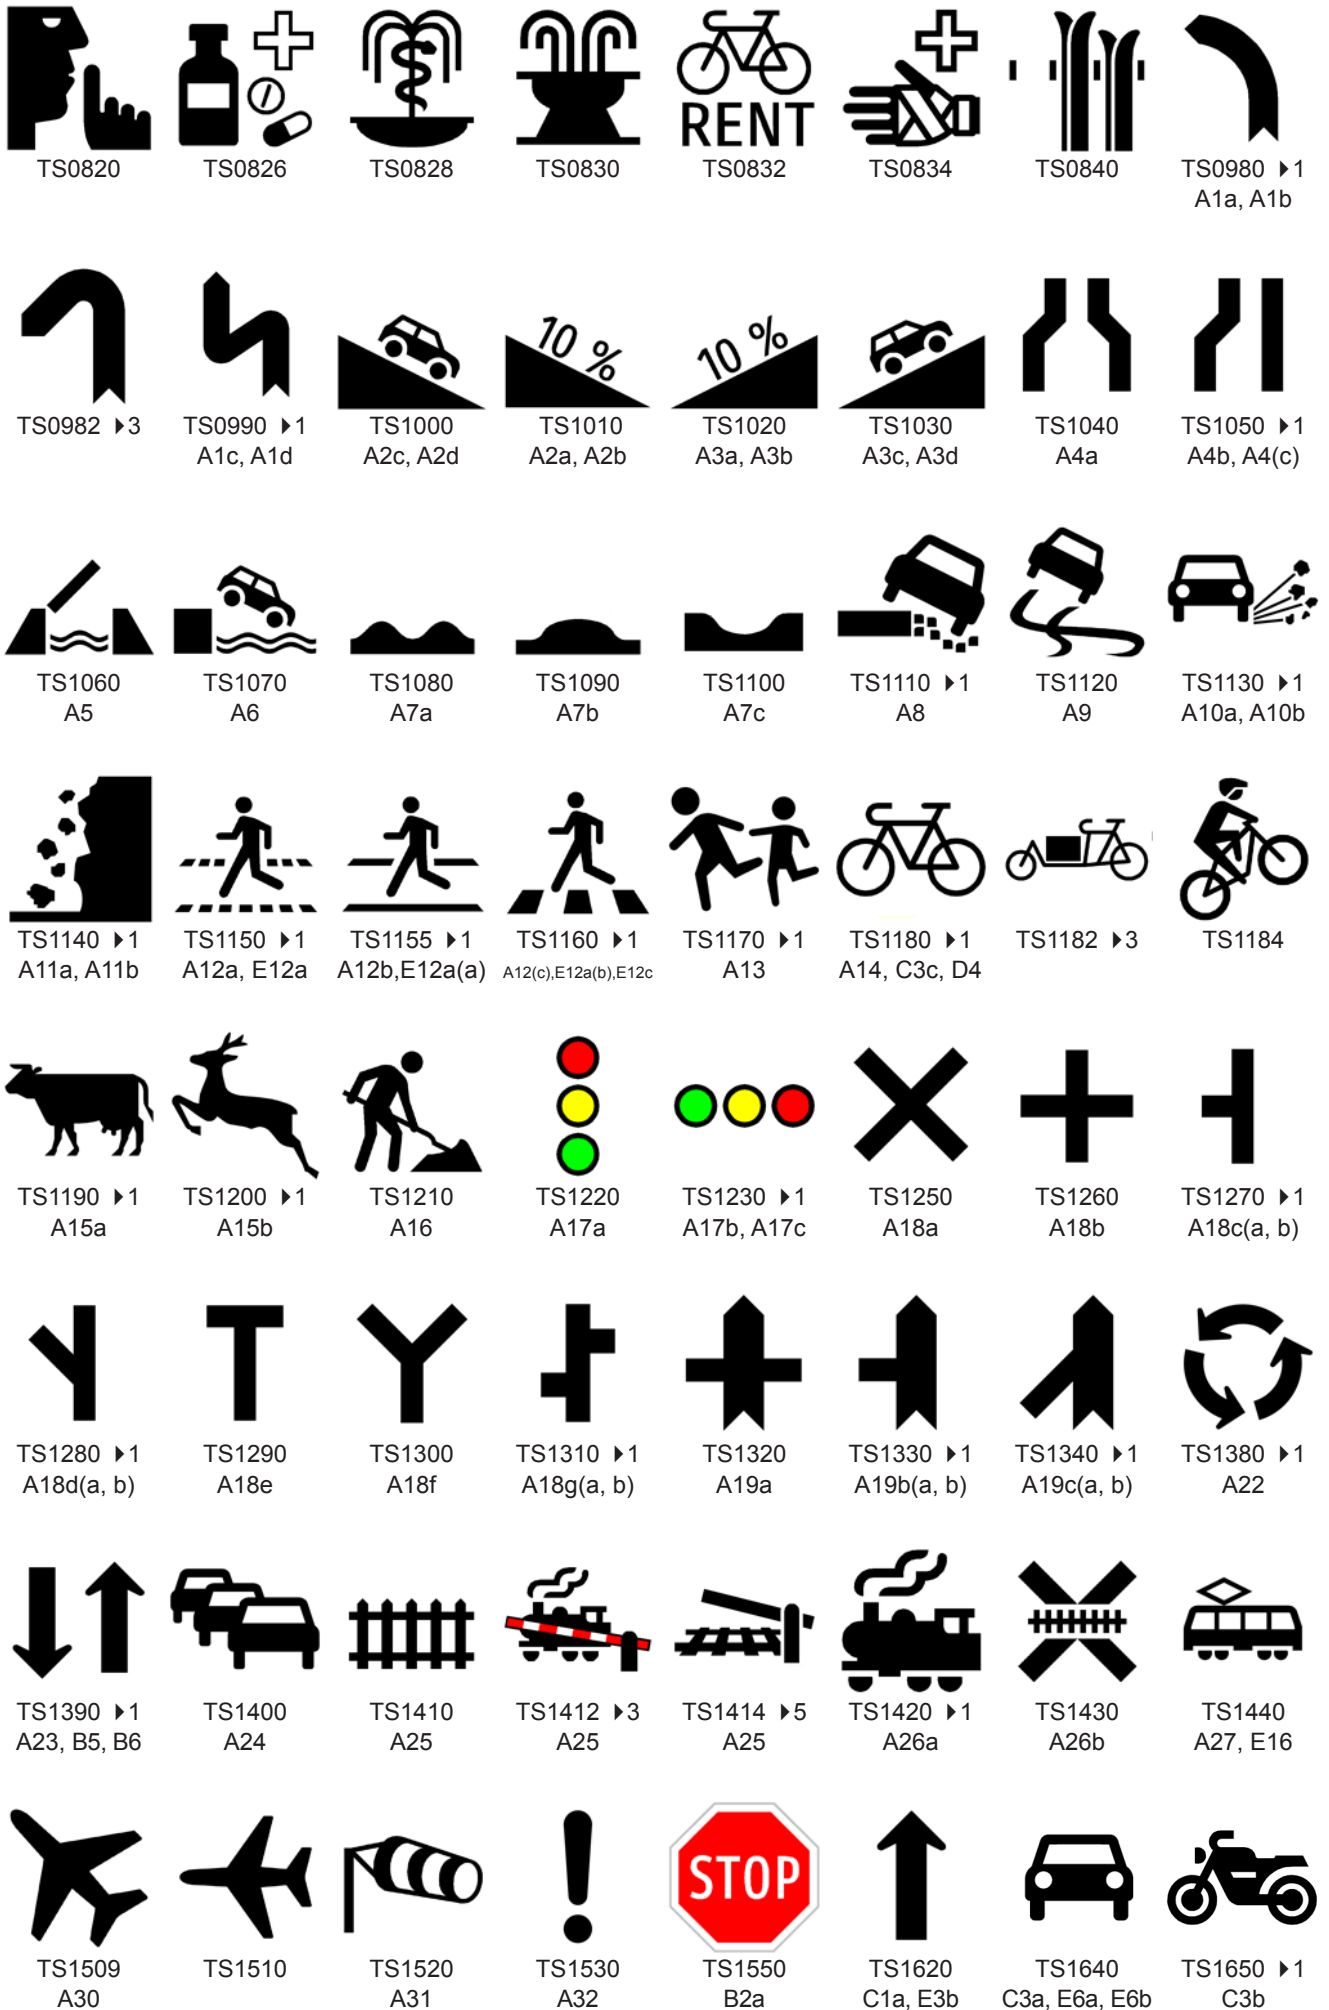 RENT
TS0820 TS0826 TS0828 TS0830 TS0832 TS0834 TS0840 TS0980 ▸1
A1a, A1b
10 % 10 %
TS0982 ▸3 TS0990 ▸1 TS1000 TS1010 TS1020 TS1030 TS1040 TS1050 ▸1
A1c, A1d A2c, A2d A2a, A2b A3a, A3b A3c, A3d A4a A4b, A4(c)
TS1060 TS1070 TS1080 TS1090 TS1100 TS1110 ▸1 TS1120 TS1130 ▸1
A5 A6 A7a A7b A7c A8 A9 A10a, A10b
TS1140 ▸1 TS1150 ▸1 TS1155 ▸1 TS1160 ▸1 TS1170 ▸1 TS1180 ▸1 TS1182 ▸3 TS1184
A11a, A11b A12a, E12a A12b,E12a(a) A12(c),E12a(b),E12c A13 A14, C3c, D4
TS1190 ▸1 TS1200 ▸1 TS1210 TS1220 TS1230 ▸1 TS1250 TS1260 TS1270 ▸1
A15a A15b A16 A17a A17b, A17c A18a A18b A18c(a, b)
TS1280 ▸1 TS1290 TS1300 TS1310 ▸1 TS1320 TS1330 ▸1 TS1340 ▸1 TS1380 ▸1
A18d(a, b) A18e A18f A18g(a, b) A19a A19b(a, b) A19c(a, b) A22
TS1390 ▸1 TS1400 TS1410 TS1412 ▸3 TS1414 ▸5 TS1420 ▸1 TS1430 TS1440
A23, B5, B6 A24 A25 A25 A25 A26a A26b A27, E16
STOP
TS1509 TS1510 TS1520 TS1530 TS1550 TS1620 TS1640 TS1650 ▸1
A30 A31 A32 B2a C1a, E3b C3a, E6a, E6b C3b